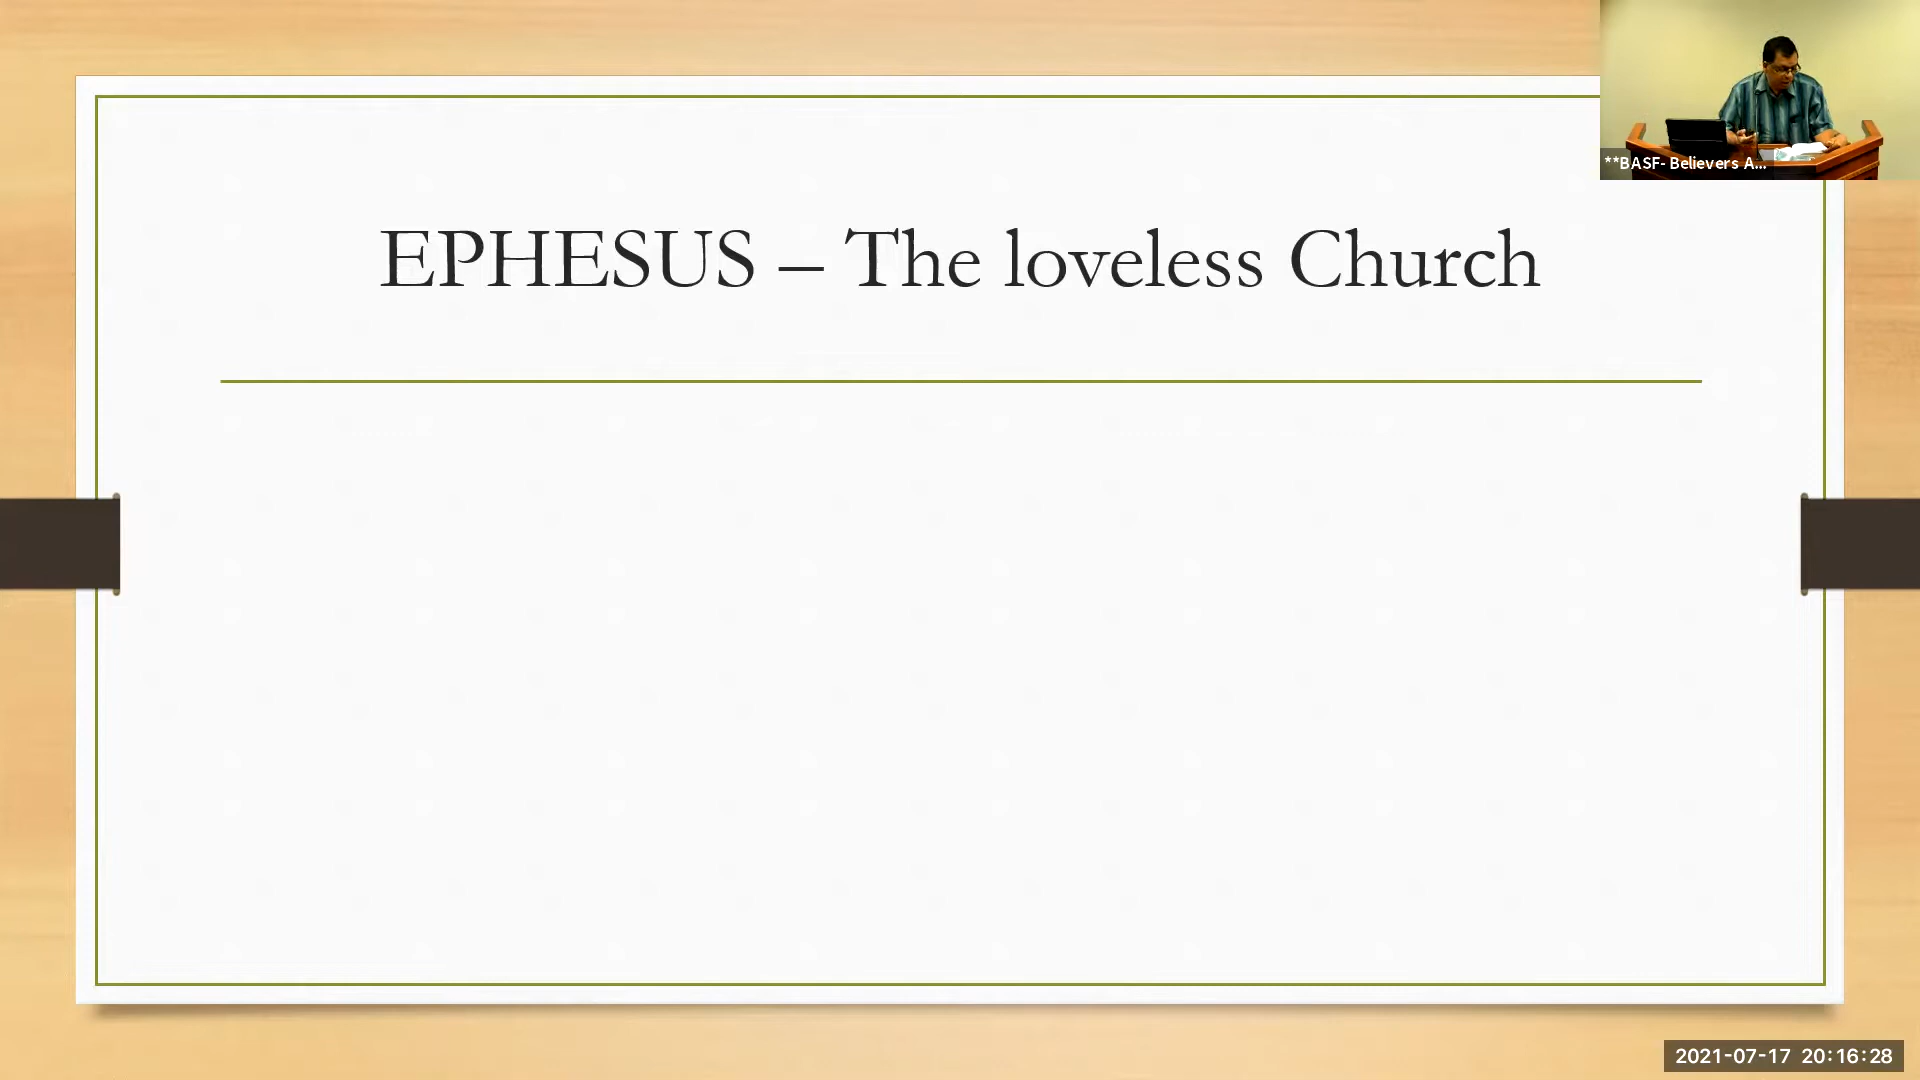 **BASF- Believers A...
EPHESUS – The loveless Church
2021-07-17 20:16:28